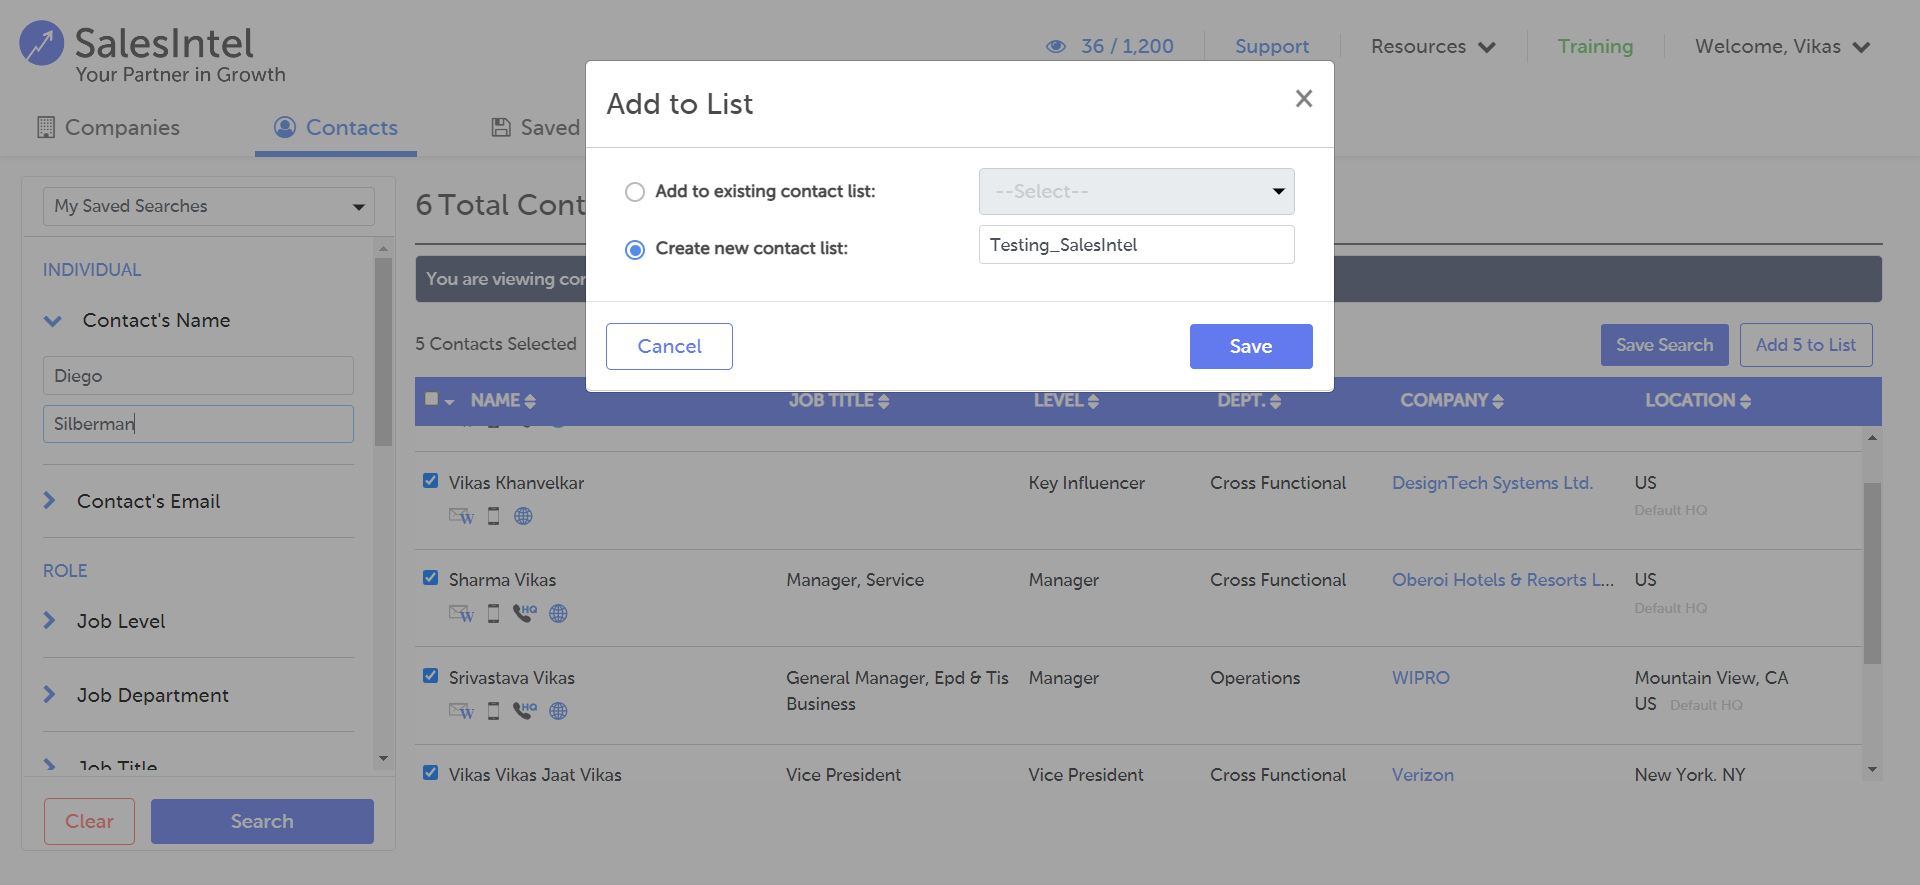 SalesIntel
Your Partner in Growth
36 / 1,200
Support
Resources
Training
Welcome, Vikas
Companies
Contacts
Saved
Add to List
Add to existing contact list:
--Select--
Create new contact list:
Testing_SalesIntel
Cancel
Save
My Saved Searches
INDIVIDUAL
Contact's Name
Diego
Silberman
Contact's Email
ROLE
Job Level
Job Department
Job Title
Clear
Search
6 Total Cont
You are viewing con
5 Contacts Selected
Save Search
Add 5 to List
NAME JOB TITLE LEVEL DEPT. COMPANY LOCATION
Vikas Khanvelkar Key Influencer Cross Functional DesignTech Systems Ltd. US
W
Default HQ
Sharma Vikas Manager, Service Manager Cross Functional Oberoi Hotels & Resorts L... US
W HQ
Default HQ
Srivastava Vikas General Manager, Epd & Tis Manager Operations WIPRO Mountain View, CA
Business US Default HQ
W HQ
Vikas Vikas Jaat Vikas Vice President Vice President Cross Functional Verizon New York, NY